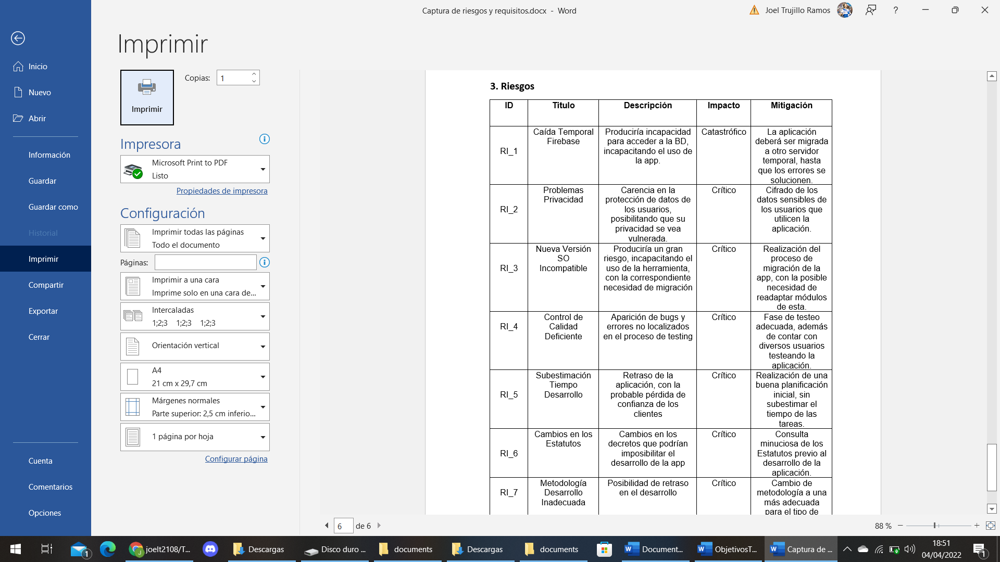 Captura de riesgos y requisitos.docx - Word
Joel Trujillo Ramos
?
Imprimir
Inicio
Nuevo
Abrir
Información
Guardar
Guardar como
Historial
Imprimir
Compartir
Exportar
Cerrar
Cuenta
Comentarios
Opciones
Imprimir
Copias:
1
Impresora
Microsoft Print to PDF
Listo
Propiedades de impresora
Configuración
Imprimir todas las páginas
Todo el documento
Páginas:
Imprimir a una cara
Imprime solo en una cara de...
Intercaladas
1;2;3 1;2;3 1;2;3
Orientación vertical
A4
21 cm x 29,7 cm
Márgenes normales
Parte superior: 2,5 cm inferio...
1 página por hoja
Configurar página
3. Riesgos
ID
Titulo
Descripción
Impacto
Mitigación
RI_1
Caída Temporal
Firebase
Produciría incapacidad
para acceder a la BD,
incapacitando el uso de
la app.
Catastrófico
La aplicación
deberá ser migrada
a otro servidor
temporal, hasta
que los errores se
solucionen.
RI_2
Problemas
Privacidad
Carencia en la
protección de datos de
los usuarios,
posibilitando que su
privacidad se vea
vulnerada.
Crítico
Cifrado de los
datos sensibles de
los usuarios que
utilicen la
aplicación.
RI_3
Nueva Versión
SO
Incompatible
Produciría un gran
riesgo, incapacitando el
uso de la herramienta,
con la correspondiente
necesidad de migración
Crítico
Realización del
proceso de
migración de la
app, con la posible
necesidad de
readaptar módulos
de esta.
RI_4
Control de
Calidad
Deficiente
Aparición de bugs y
errores no localizados
en el proceso de testing
Crítico
Fase de testeo
adecuada, además
de contar con
diversos usuarios
testeando la
aplicación.
RI_5
Subestimación
Tiempo
Desarrollo
Retraso de la
aplicación, con la
probable pérdida de
confianza de los
clientes
Crítico
Realización de una
buena planificación
inicial, sin
subestimar el
tiempo de las
tareas.
RI_6
Cambios en los
Estatutos
Cambios en los
decretos que podrían
imposibilitar el
desarrollo de la app
Crítico
Consulta
minuciosa de los
Estatutos previo al
desarrollo de la
aplicación.
RI_7
Metodología
Desarrollo
Inadecuada
Posibilidad de retraso
en el desarrollo
Crítico
Cambio de
metodología a una
más adecuada
para el tipo de
6
de 6
88 %
1
joelt2108/T...
Descargas
Disco duro ...
documents
Descargas
documents
Document...
ObjetivosT...
Captura de ...
18:51
04/04/2022
1